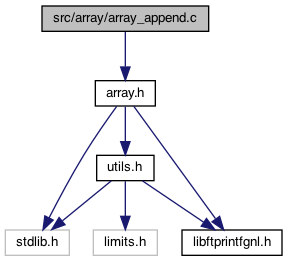 src/array/array_append.c
array.h
utils.h
stdlib.h
limits.h
libftprintfgnl.h